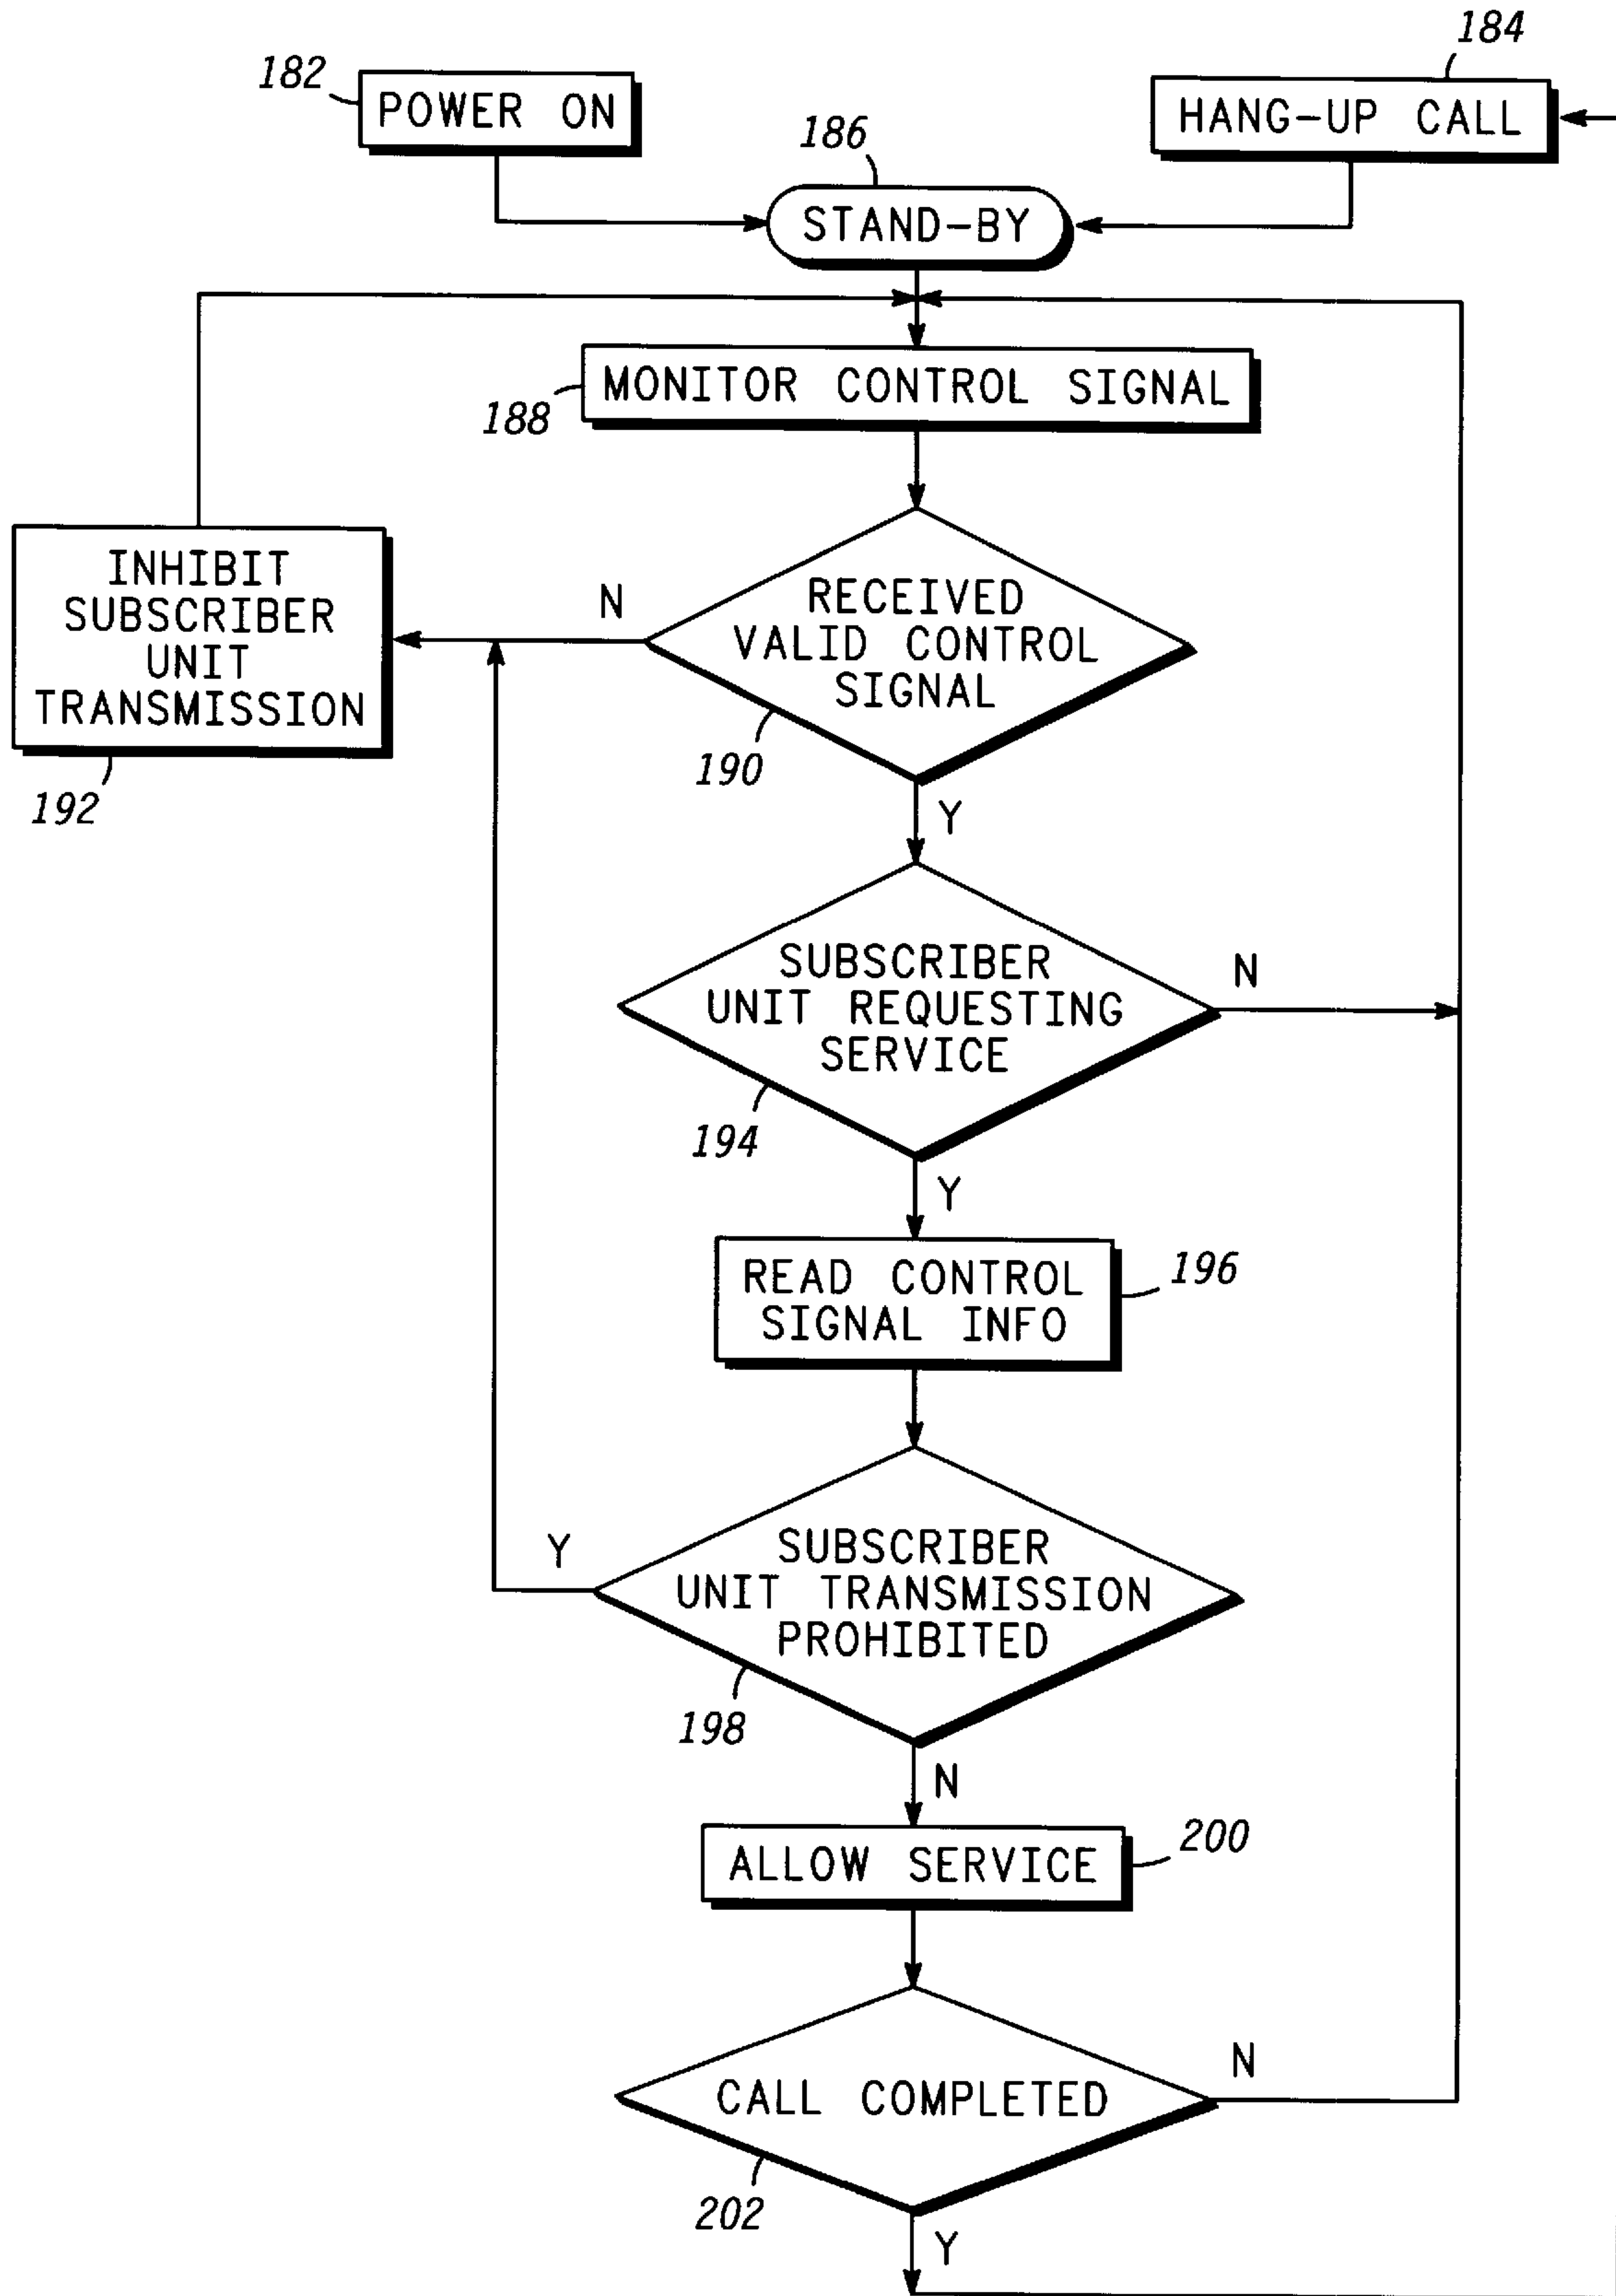 184
182
POWER ON
HANG-UP CALL
186
STAND-BY
MONITOR CONTROL SIGNAL
188
INHIBIT
SUBSCRIBER
UNIT
TRANSMISSION
192
N
RECEIVED
VALID CONTROL
SIGNAL
190
Y
SUBSCRIBER
UNIT REQUESTING
SERVICE
N
194
Y
READ CONTROL
SIGNAL INFO
196
Y
SUBSCRIBER
UNIT TRANSMISSION
PROHIBITED
198
N
ALLOW SERVICE
200
CALL COMPLETED
N
202
Y